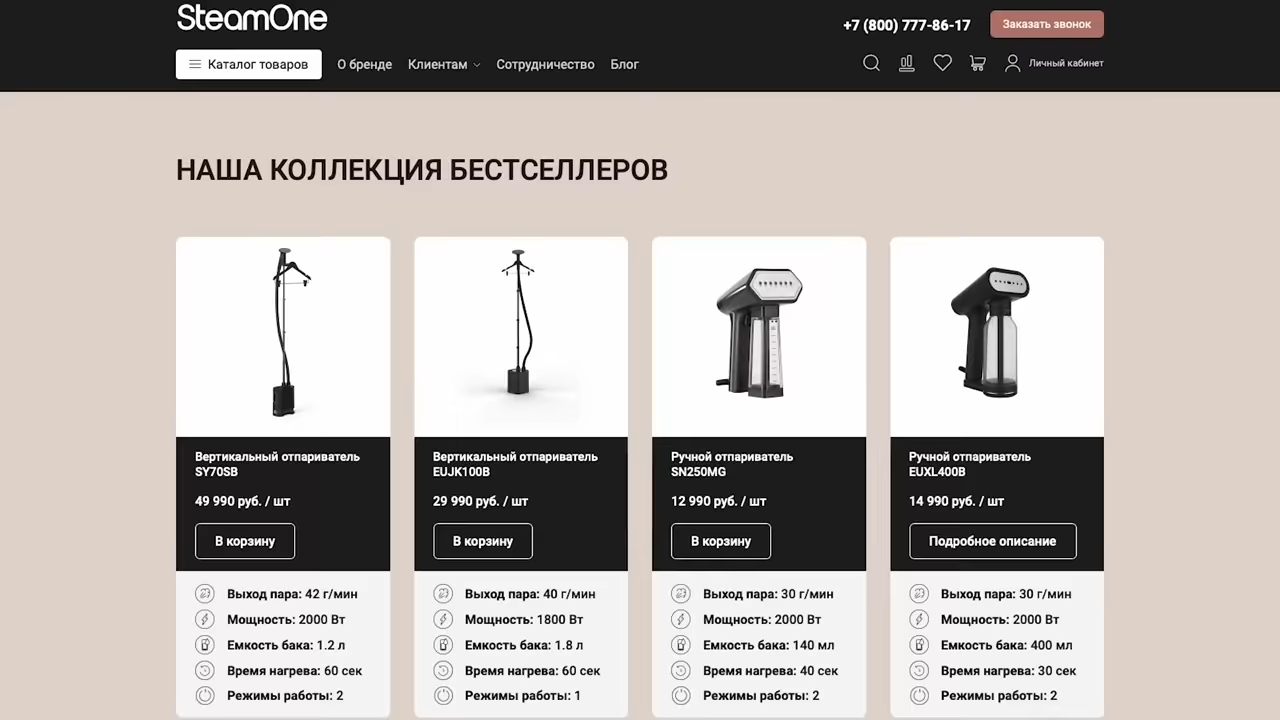 SteamOne
+7 (800) 777-86-17
Заказать звонок
Каталог товаров
О бренде
Клиентам
Сотрудничество
Блог
Личный кабинет
НАША КОЛЛЕКЦИЯ БЕСТСЕЛЛЕРОВ
Вертикальный отпариватель
SY70SB
49 990 руб. / шт
В корзину
Выход пара: 42 г/мин
Мощность: 2000 Вт
Емкость бака: 1.2 л
Время нагрева: 60 сек
Режимы работы: 2
Вертикальный отпариватель
EUJK100B
29 990 руб. / шт
В корзину
Выход пара: 40 г/мин
Мощность: 1800 Вт
Емкость бака: 1.8 л
Время нагрева: 60 сек
Режимы работы: 1
Ручной отпариватель
SN250MG
12 990 руб. / шт
В корзину
Выход пара: 30 г/мин
Мощность: 2000 Вт
Емкость бака: 140 мл
Время нагрева: 40 сек
Режимы работы: 2
Ручной отпариватель
EUXL400B
14 990 руб. / шт
Подробное описание
Выход пара: 30 г/мин
Мощность: 2000 Вт
Емкость бака: 400 мл
Время нагрева: 30 сек
Режимы работы: 2